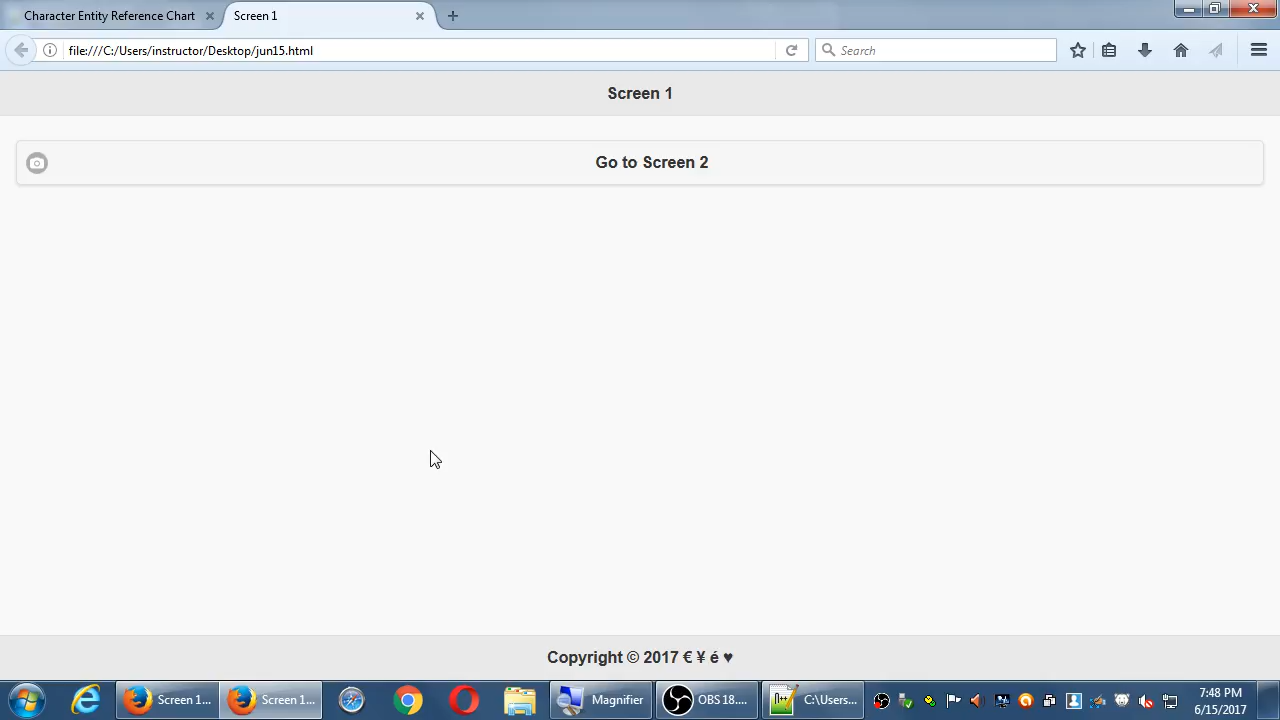 Character Entity Reference Chart
Screen 1
file:///C:/Users/instructor/Desktop/jun15.html
Search
Screen 1
Go to Screen 2
Copyright © 2017 € ¥ é ♥
Screen 1...
Screen 1...
Magnifier
OBS 18....
C:\Users...
7:48 PM
6/15/2017